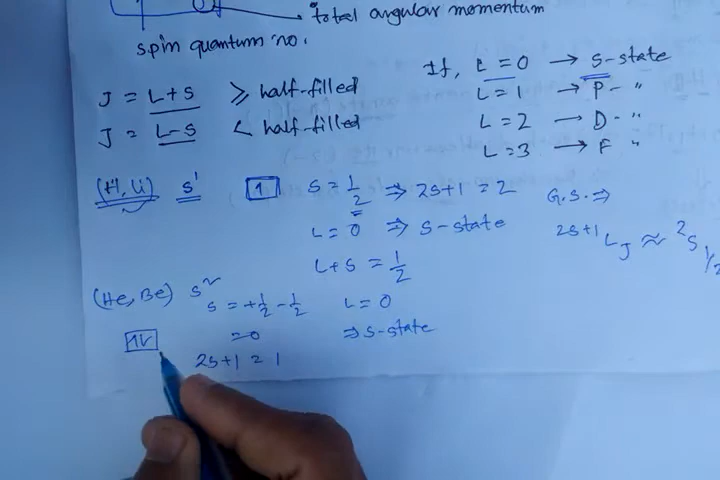 total angular momentum
spin quantum no.
J = L+S ≥ half-filled
J = L-S < half-filled
If, L = 0 → S-state
L = 1 → P- "
L = 2 → D- "
L = 3 → F "
(H, Li) s¹ 1 S = 1/2 ⇒ 2S+1 = 2
L = 0 ⇒ S-state
L+S = 1/2
G.S. ⇒
2S+1 L J ≈ ² S 1/2
(He, Be) s² S = +1/2 - 1/2 L = 0
= 0 ⇒ S-state
1L
2S+1 = 1